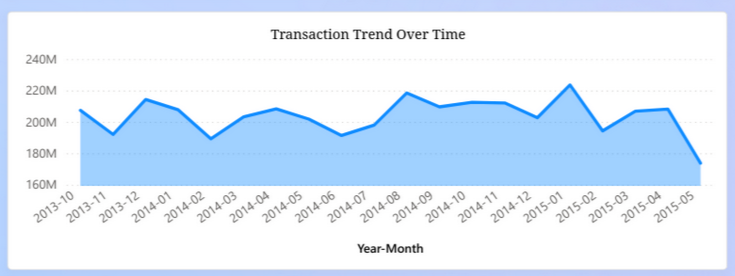 Transaction Trend Over Time
240M
220M
200M
180M
160M
2013-10
2013-11
2013-12
2014-01
2014-02
2014-03
2014-04
2014-05
2014-06
2014-07
2014-08
2014-09
2014-10
2014-11
2014-12
2015-01
2015-02
2015-03
2015-04
2015-05
Year-Month